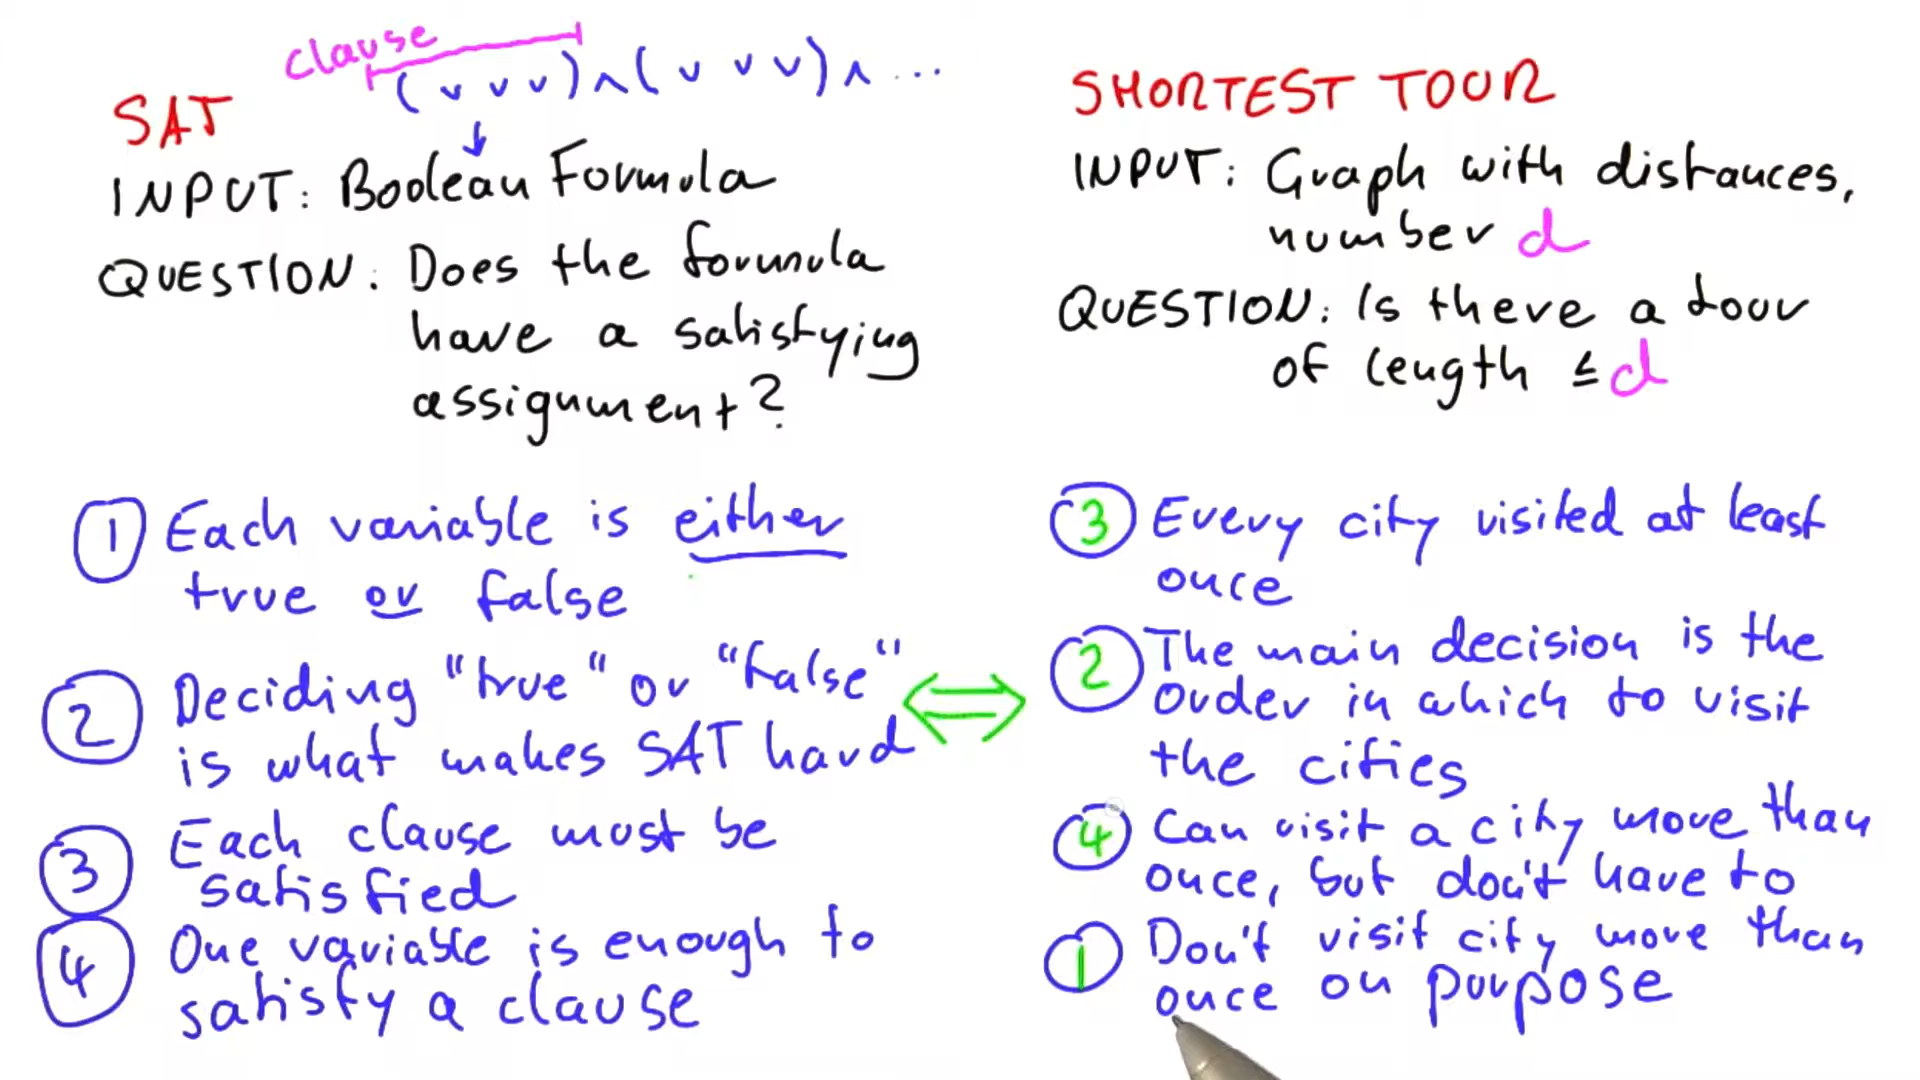 clause
(v v v) ∧ (v v v) ∧ ...
SAT
INPUT: Boolean Formula
QUESTION: Does the formula
have a satisfying
assignment?
① Each variable is either
true or false
② Deciding "true" or "false"
is what makes SAT hard
③ Each clause must be
satisfied
④ One variable is enough to
satisfy a clause
SHORTEST TOUR
INPUT: Graph with distances,
number d
QUESTION: Is there a tour
of length ≤ d
③ Every city visited at least
once
② The main decision is the
order in which to visit
the cities
④ Can visit a city more than
once, but don't have to
① Don't visit city more than
once on purpose